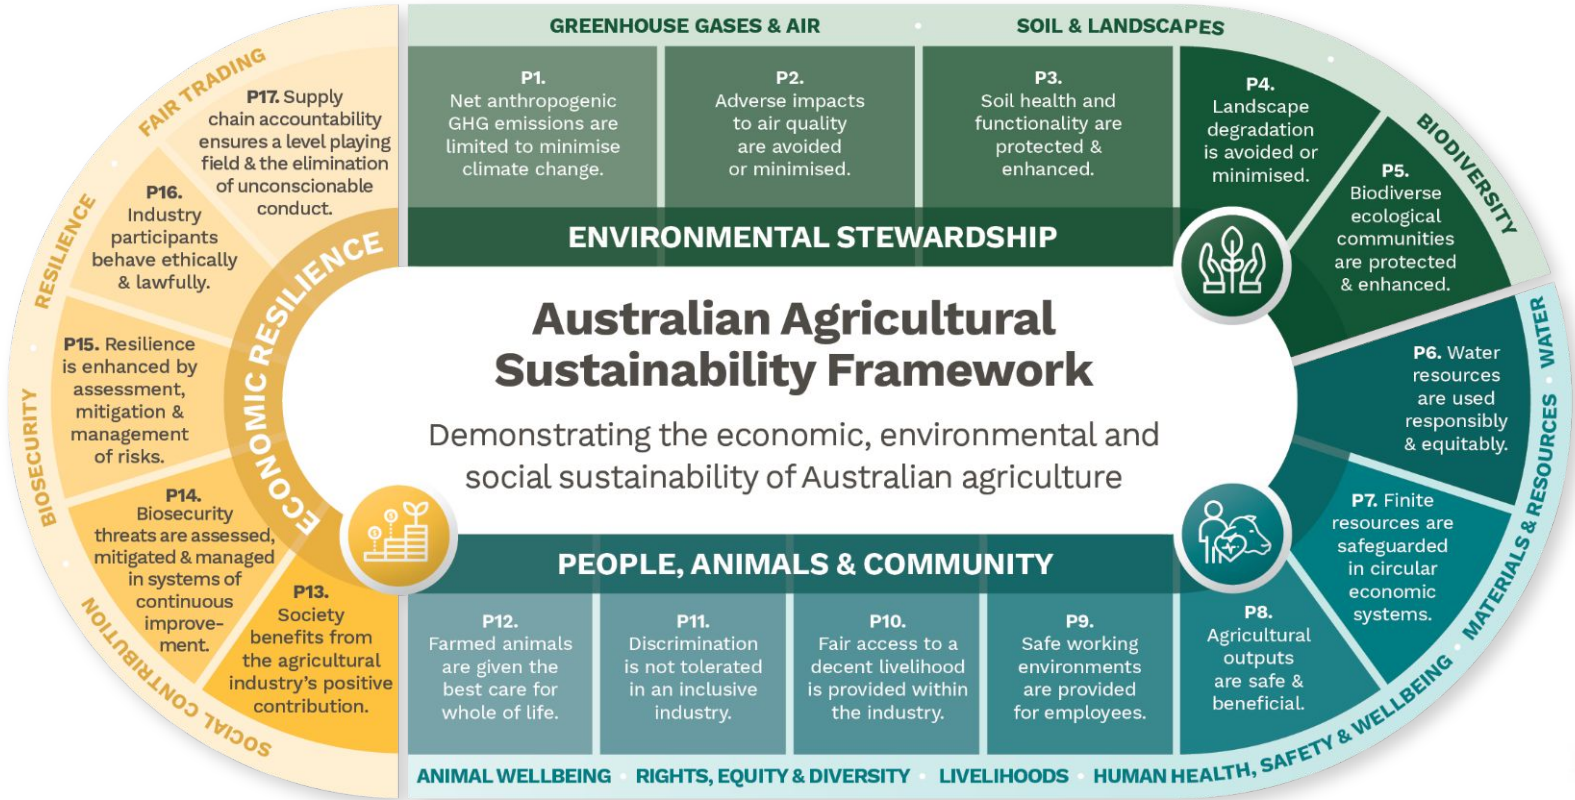 GREENHOUSE GASES & AIR
SOIL & LANDSCAPES
BIODIVERSITY
WATER
MATERIALS & RESOURCES
HUMAN HEALTH, SAFETY & WELLBEING
LIVELIHOODS
RIGHTS, EQUITY & DIVERSITY
ANIMAL WELLBEING
SOCIAL CONTRIBUTION
BIOSECURITY
RESILIENCE
FAIR TRADING
ENVIRONMENTAL STEWARDSHIP
P1.
Net anthropogenic
GHG emissions are
limited to minimise
climate change.
P2.
Adverse impacts
to air quality
are avoided
or minimised.
P3.
Soil health and
functionality are
protected &
enhanced.
P4.
Landscape
degradation
is avoided or
minimised.
P5.
Biodiverse
ecological
communities
are protected
& enhanced.
Australian Agricultural
Sustainability Framework
Demonstrating the economic, environmental and
social sustainability of Australian agriculture
PEOPLE, ANIMALS & COMMUNITY
P6. Water
resources
are used
responsibly
& equitably.
P7. Finite
resources are
safeguarded
in circular
economic
systems.
P8.
Agricultural
outputs
are safe &
beneficial.
P9.
Safe working
environments
are provided
for employees.
P10.
Fair access to a
decent livelihood
is provided within
the industry.
P11.
Discrimination
is not tolerated
in an inclusive
industry.
P12.
Farmed animals
are given the
best care for
whole of life.
ECONOMIC RESILIENCE
P13.
Society
benefits from
the agricultural
industry's positive
contribution.
P14.
Biosecurity
threats are assessed,
mitigated & managed
in systems of
continuous
improve-
ment.
P15. Resilience
is enhanced by
assessment,
mitigation &
management
of risks.
P16.
Industry
participants
behave ethically
& lawfully.
P17. Supply
chain accountability
ensures a level playing
field & the elimination
of unconscionable
conduct.